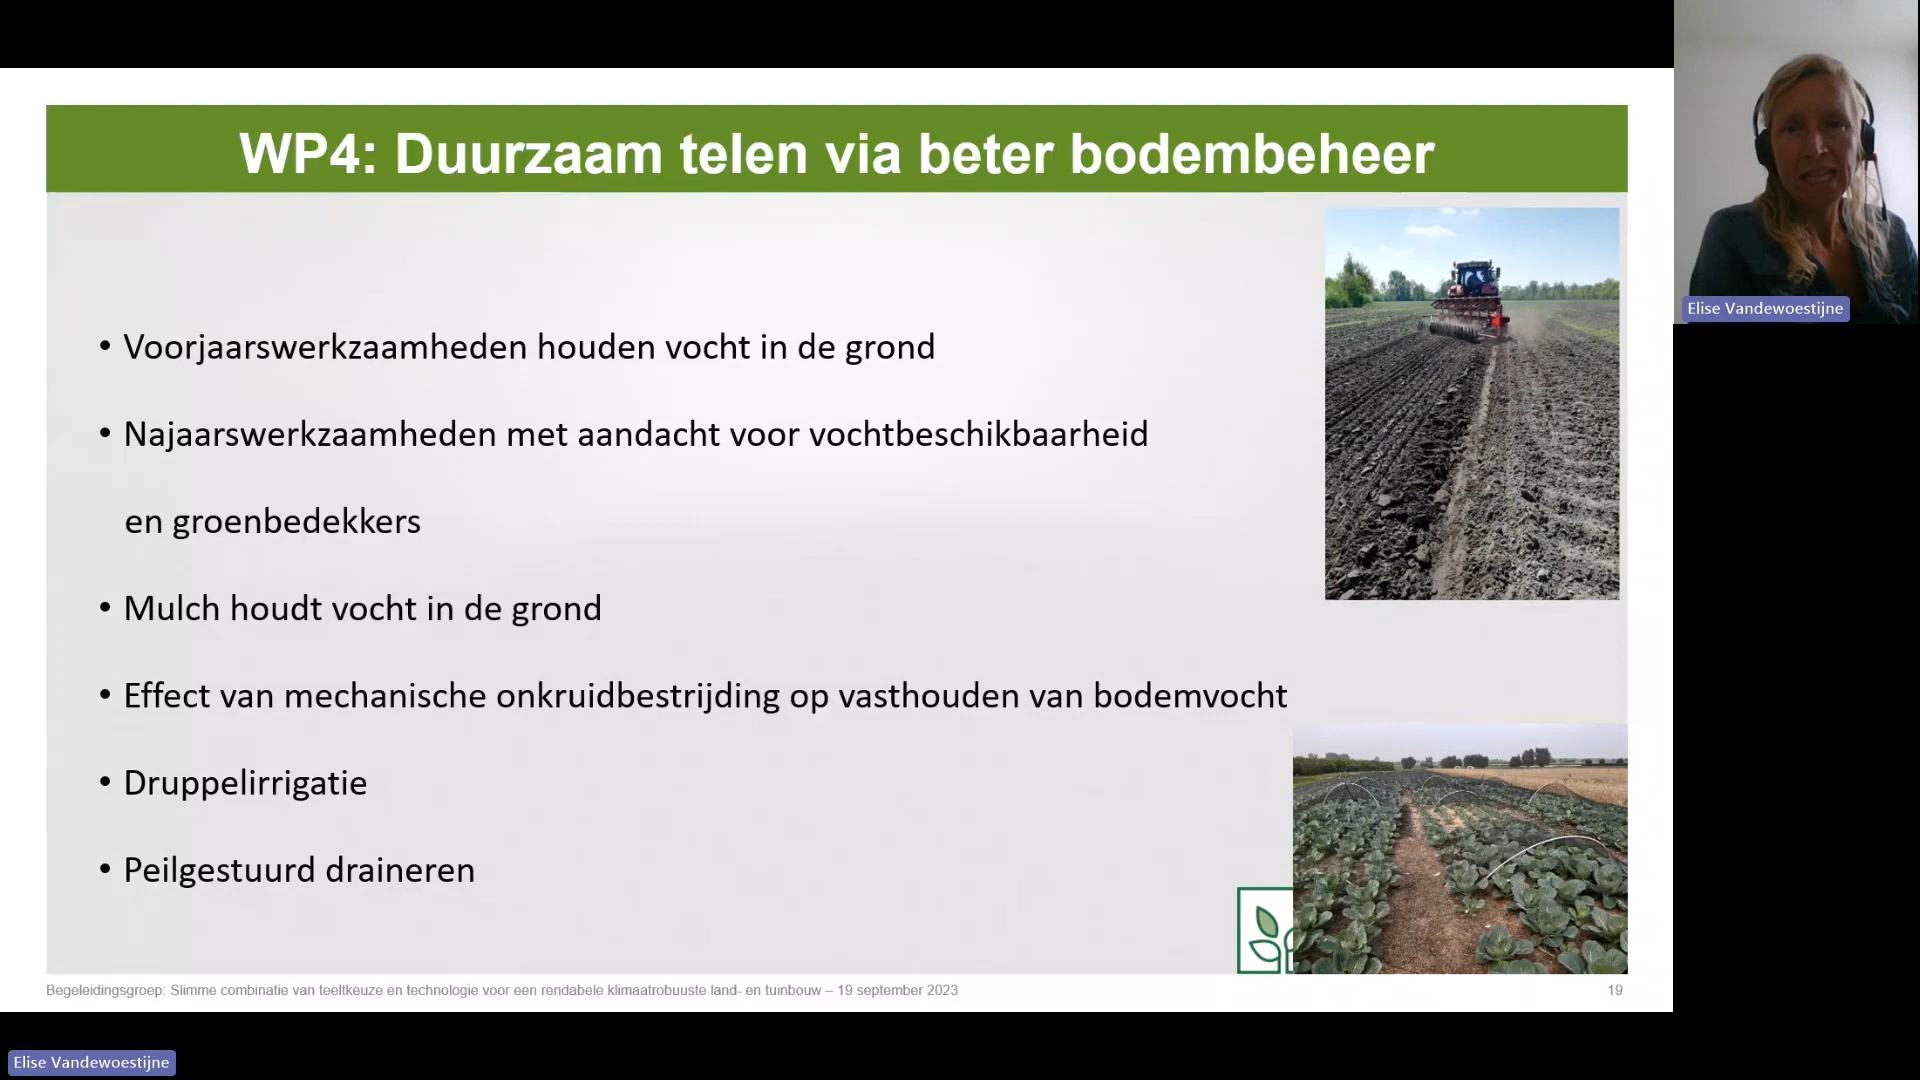 WP4: Duurzaam telen via beter bodembeheer
• Voorjaarswerkzaamheden houden vocht in de grond
• Najaarswerkzaamheden met aandacht voor vochtbeschikbaarheid
en groenbedekkers
• Mulch houdt vocht in de grond
• Effect van mechanische onkruidbestrijding op vasthouden van bodemvocht
• Druppelirrigatie
• Peilgestuurd draineren
Begeleidingsgroep: Slimme combinatie van teeltkeuze en technologie voor een rendabele klimaatrobuuste land- en tuinbouw – 19 september 2023
19
Elise Vandewoestijne
Elise Vandewoestijne